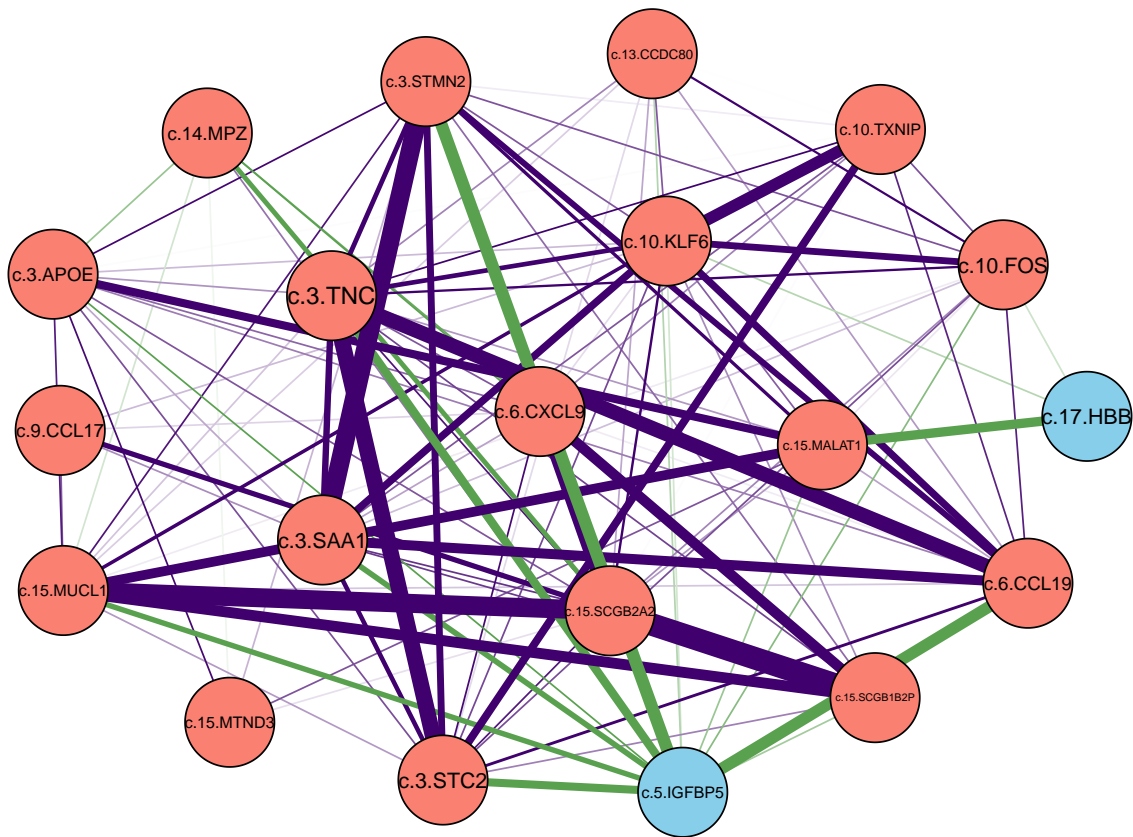 c.13.CCDC80
c.3.STMN2
c.10.TXNIP
c.14.MPZ
c.10.KLF6
c.10.FOS
c.3.APOE
c.3.TNC
c.6.CXCL9
c.17.HBB
c.9.CCL17
c.15.MALAT1
c.3.SAA1
c.6.CCL19
c.15.MUCL1
c.15.SCGB2A2
c.15.SCGB1B2P
c.15.MTND3
c.3.STC2
c.5.IGFBP5